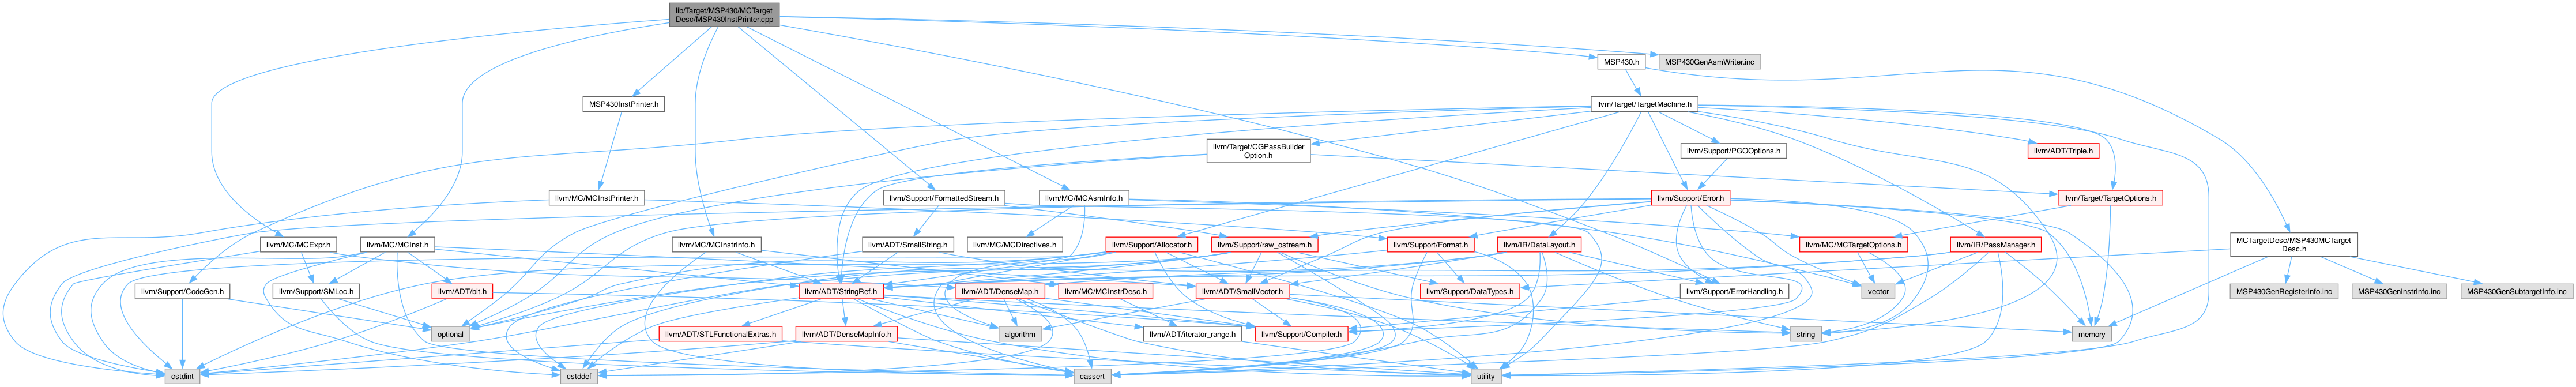 lib/Target/MSP430/MCTarget
Desc/MSP430InstPrinter.cpp
MSP430.h
MSP430GenAsmWriter.inc
MSP430InstPrinter.h
llvm/Target/TargetMachine.h
llvm/Target/CGPassBuilder
Option.h
llvm/Support/PGOOptions.h
llvm/ADT/Triple.h
llvm/MC/MCInstPrinter.h
llvm/Support/FormattedStream.h
llvm/MC/MCAsmInfo.h
llvm/Support/Error.h
llvm/Target/TargetOptions.h
llvm/MC/MCExpr.h
llvm/MC/MCInst.h
llvm/MC/MCInstrInfo.h
llvm/ADT/SmallString.h
llvm/MC/MCDirectives.h
llvm/Support/Allocator.h
llvm/Support/raw_ostream.h
llvm/Support/Format.h
llvm/IR/DataLayout.h
llvm/MC/MCTargetOptions.h
llvm/IR/PassManager.h
MCTargetDesc/MSP430MCTarget
Desc.h
llvm/Support/CodeGen.h
llvm/Support/SMLoc.h
llvm/ADT/bit.h
llvm/ADT/StringRef.h
llvm/ADT/DenseMap.h
llvm/MC/MCInstrDesc.h
llvm/ADT/SmallVector.h
llvm/Support/DataTypes.h
llvm/Support/ErrorHandling.h
vector
MSP430GenRegisterInfo.inc
MSP430GenInstrInfo.inc
MSP430GenSubtargetInfo.inc
optional
llvm/ADT/STLFunctionalExtras.h
llvm/ADT/DenseMapInfo.h
algorithm
llvm/ADT/iterator_range.h
llvm/Support/Compiler.h
string
memory
cstdint
cstddef
cassert
utility